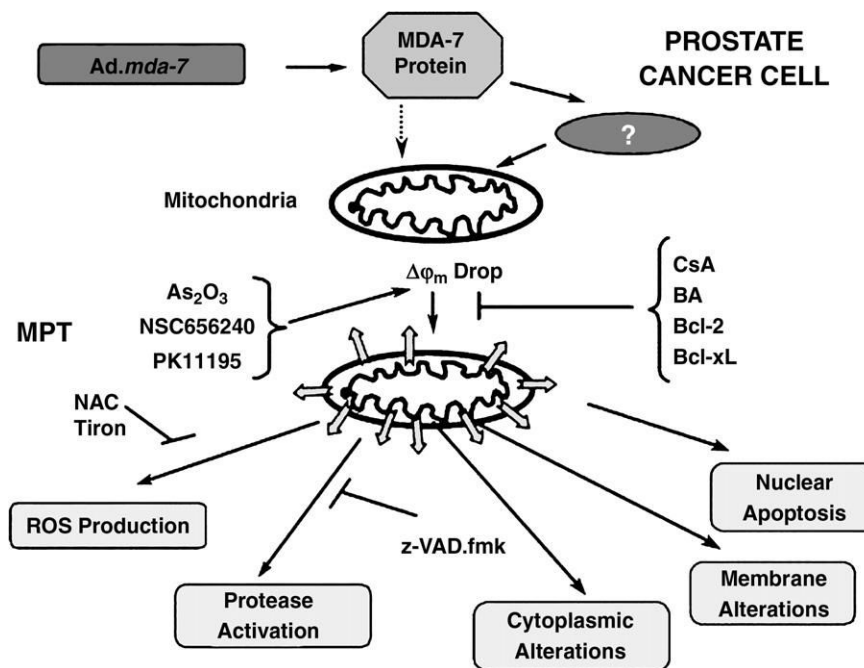 Ad.mda-7
MDA-7
Protein
PROSTATE
CANCER CELL
?
Mitochondria
Δφm Drop
As2O3
NSC656240
PK11195
MPT
CsA
BA
Bcl-2
Bcl-xL
NAC
Tiron
ROS Production
z-VAD.fmk
Protease
Activation
Cytoplasmic
Alterations
Membrane
Alterations
Nuclear
Apoptosis